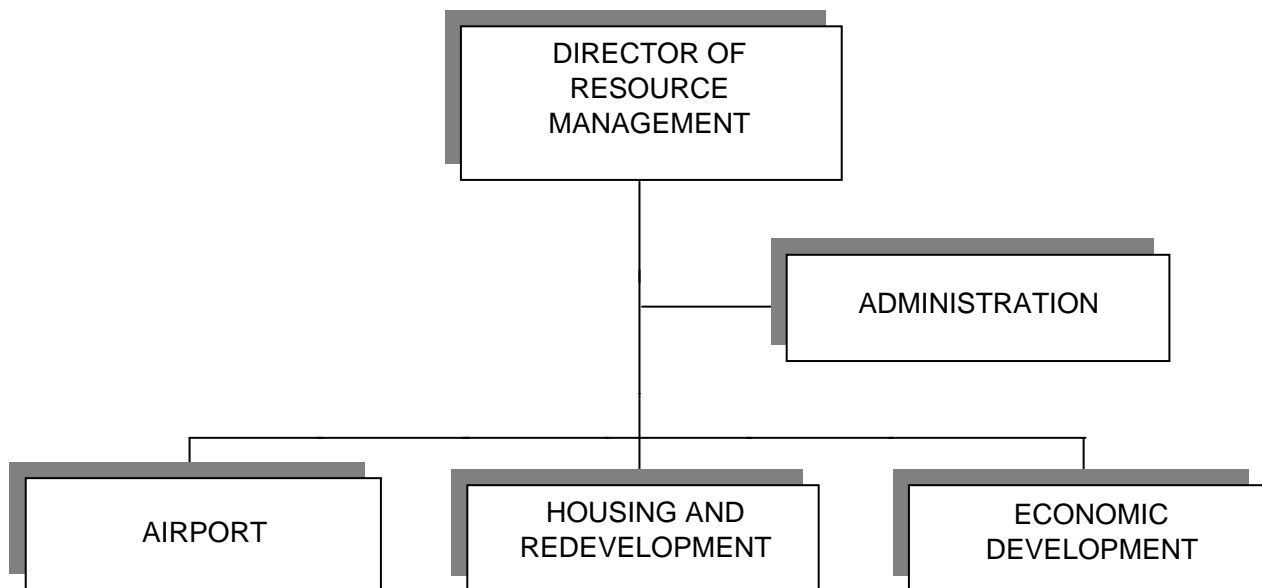 DIRECTOR OF
RESOURCE
MANAGEMENT
ADMINISTRATION
AIRPORT
HOUSING AND
REDEVELOPMENT
ECONOMIC
DEVELOPMENT